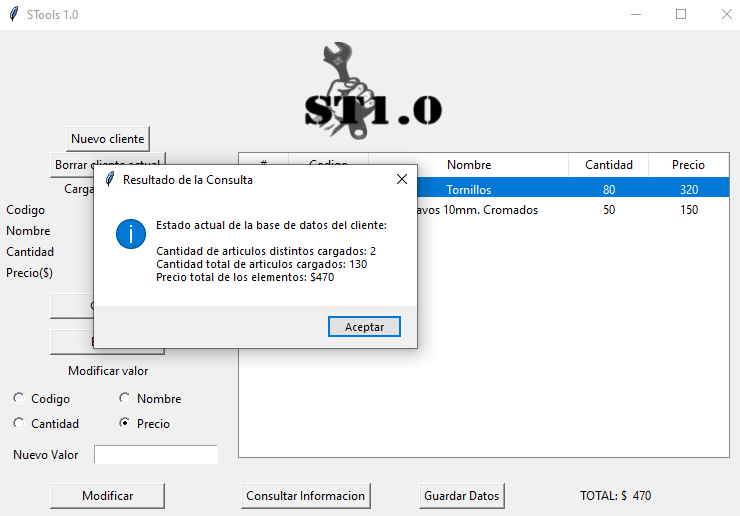 STools 1.0
ST1.0
Nuevo cliente
Borrar cliente actual
# Codigo Nombre Cantidad Precio
Tornillos 80 320
10mm. Cromados 50 150
Resultado de la Consulta
Estado actual de la base de datos del cliente:
Cantidad de articulos distintos cargados: 2
Cantidad total de articulos cargados: 130
Precio total de los elementos: $470
Aceptar
Codigo
Nombre
Cantidad
Precio($)
Modificar valor
Codigo Nombre
Cantidad Precio
Nuevo Valor
Modificar Consultar Informacion Guardar Datos TOTAL: $ 470